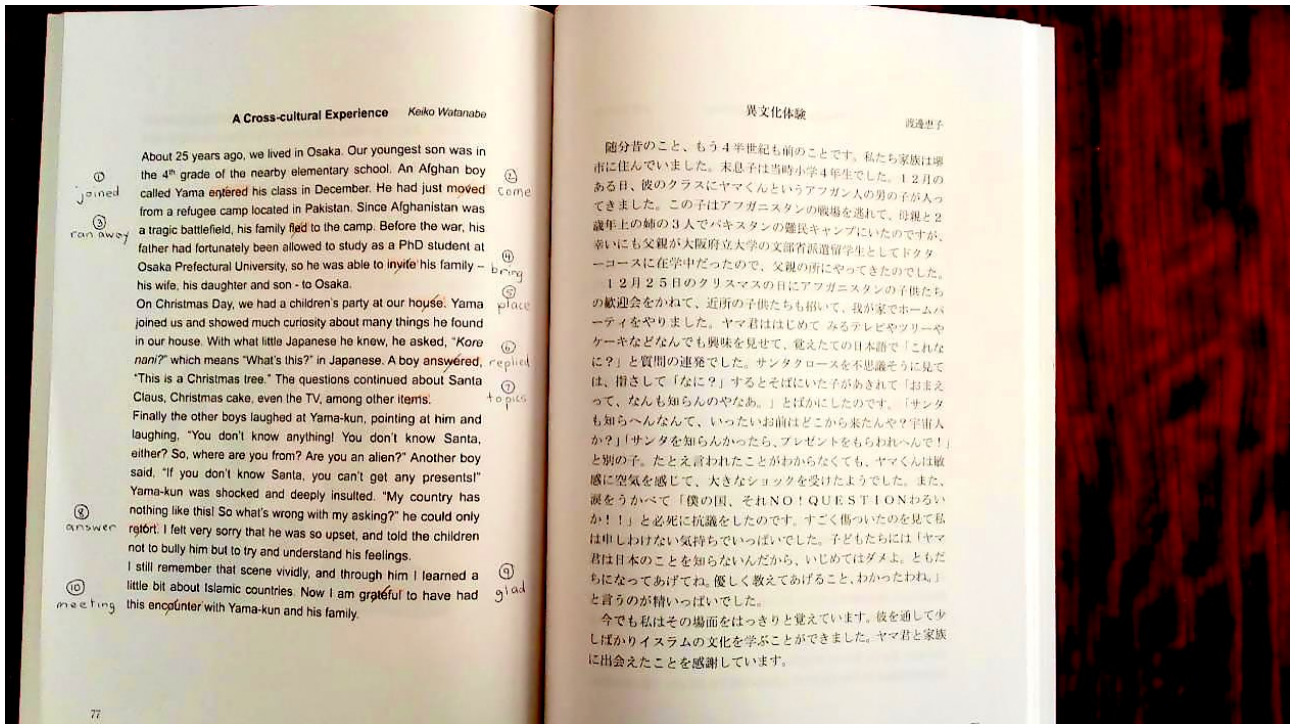 A Cross-cultural Experience Keiko Watanabe
About 25 years ago, we lived in Osaka. Our youngest son was in
the 4th grade of the nearby elementary school. An Afghan boy
called Yama entered his class in December. He had just moved
from a refugee camp located in Pakistan. Since Afghanistan was
a tragic battlefield, his family fled to the camp. Before the war, his
father had fortunately been allowed to study as a PhD student at
Osaka Prefectural University, so he was able to invite his family –
his wife, his daughter and son - to Osaka.
On Christmas Day, we had a children's party at our house. Yama
joined us and showed much curiosity about many things he found
in our house. With what little Japanese he knew, he asked, "Kore
nani?" which means "What's this?" in Japanese. A boy answered,
"This is a Christmas tree." The questions continued about Santa
Claus, Christmas cake, even the TV, among other items.
Finally the other boys laughed at Yama-kun, pointing at him and
laughing, "You don't know anything! You don't know Santa,
either? So, where are you from? Are you an alien?" Another boy
said, "If you don't know Santa, you can't get any presents!"
Yama-kun was shocked and deeply insulted. "My country has
nothing like this! So what's wrong with my asking?" he could only
retort. I felt very sorry that he was so upset, and told the children
not to bully him but to try and understand his feelings.
I still remember that scene vividly, and through him I learned a
little bit about Islamic countries. Now I am grateful to have had
this encounter with Yama-kun and his family.
① joined
③ ran away
⑧ answer
⑩ meeting
② come
④ bring
⑤ place
⑥ replied
⑦ topics
⑨ glad
77
異文化体験
渡邊恵子
随分昔のこと、もう4半世紀も前のことです。私たち家族は堺
市に住んでいました。末息子は当時小学4年生でした。12月の
ある日、彼のクラスにヤマくんというアフガン人の男の子が入っ
てきました。この子はアフガニスタンの戦場を逃れて、母親と2
歳年上の姉の3人でパキスタンの難民キャンプにいたのですが、
幸いにも父親が大阪府立大学の文部省派遣留学生としてドクタ
ーコースに在学中だったので、父親の所にやってきたのでした。
12月25日のクリスマスの日にアフガニスタンの子供たち
の歓迎会をかねて、近所の子供たちも招いて、我が家でホームパ
ーティをやりました。ヤマ君ははじめて みるテレビやツリーや
ケーキなどなんでも興味を見せて、覚えたての日本語で「これな
に?」と質問の連発でした。サンタクロースを不思議そうに見て
は、指さして「なに?」するとそばにいた子があきれて「おまえ
って、なんも知らんのやなあ。」とばかにしたのです。「サンタ
も知らへんなんて、いったいお前はどこから来たんや?宇宙人
か?」「サンタを知らんかったら、プレゼントをもらわれへんで!」
と別の子。たとえ言われたことがわからなくても、ヤマくんは敏
感に空気を感じて、大きなショックを受けたようでした。また、
涙をうかべて「僕の国、それNO!QUESTIONわるい
か!!」と必死に抗議をしたのです。すごく傷ついたのを見て私
は申しわけない気持ちでいっぱいでした。子どもたちには「ヤマ
君は日本のことを知らないんだから、いじめてはダメよ。ともだ
ちになってあげてね。優しく教えてあげること、わかったわね。」
と言うのが精いっぱいでした。
今でも私はその場面をはっきりと覚えています。彼を通して少
しばかりイスラムの文化を学ぶことができました。ヤマ君と家族
に出会えたことを感謝しています。